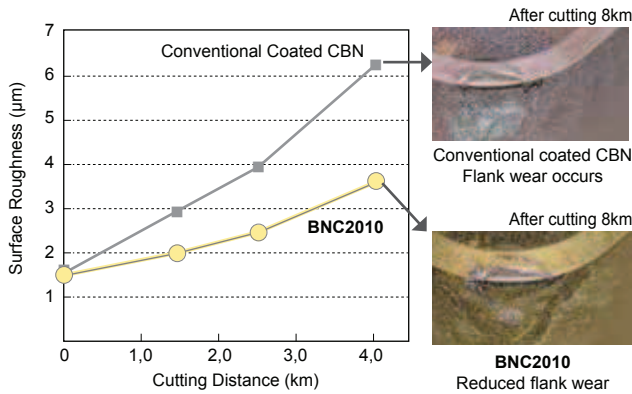 7
6
5
4
3
2
1
Surface Roughness (µm)
Conventional Coated CBN
BNC2010
0
1,0
2,0
3,0
4,0
Cutting Distance (km)
After cutting 8km
Conventional coated CBN
Flank wear occurs
After cutting 8km
BNC2010
Reduced flank wear